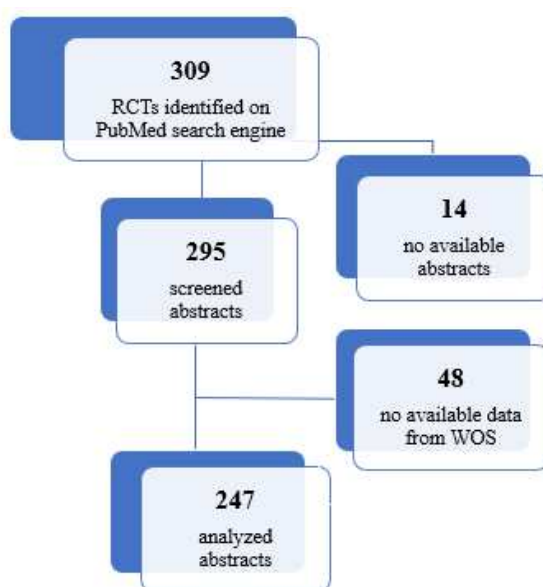 309
RCTs identified on
PubMed search engine
14
no available
abstracts
295
screened
abstracts
48
no available data
from WOS
247
analyzed
abstracts